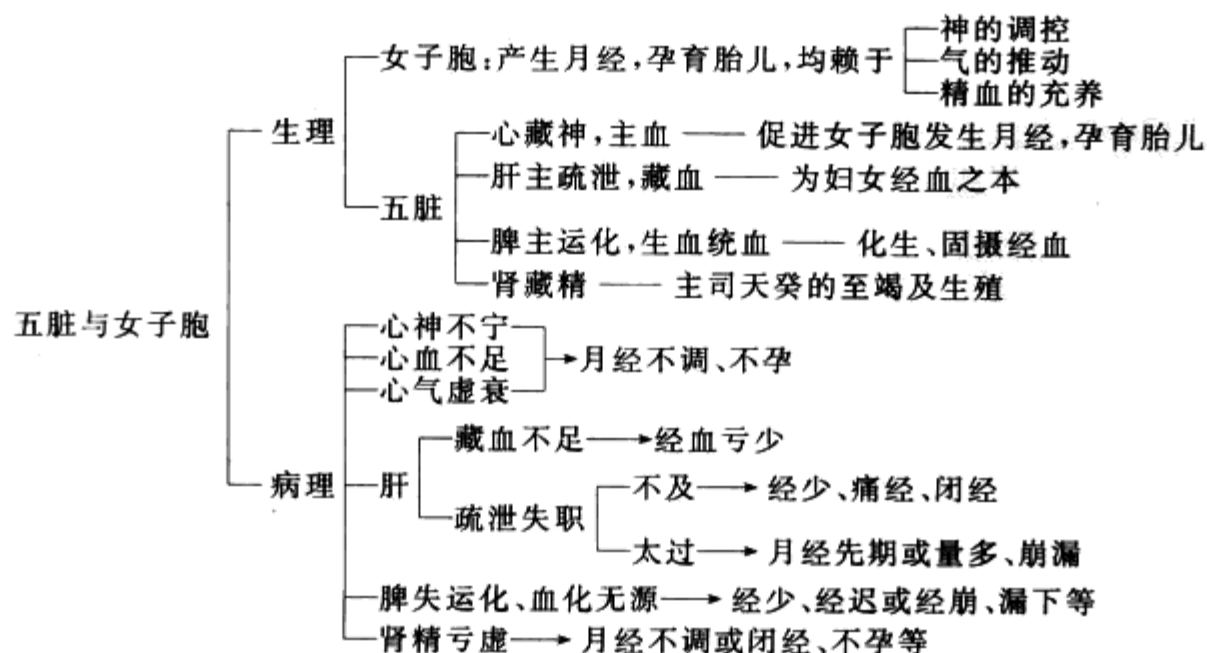 神的调控
女子胞:产生月经,孕育胎儿,均赖于
气的推动
精血的充养
生理
心藏神,主血 —— 促进女子胞发生月经,孕育胎儿
肝主疏泄,藏血 —— 为妇女经血之本
五脏
脾主运化,生血统血 —— 化生、固摄经血
肾藏精 —— 主司天癸的至竭及生殖
五脏与女子胞
心神不宁
心血不足
心气虚衰
→月经不调、不孕
病理
肝
藏血不足→经血亏少
疏泄失职
不及→经少、痛经、闭经
太过→月经先期或量多、崩漏
脾失运化、血化无源→经少、经迟或经崩、漏下等
肾精亏虚→月经不调或闭经、不孕等